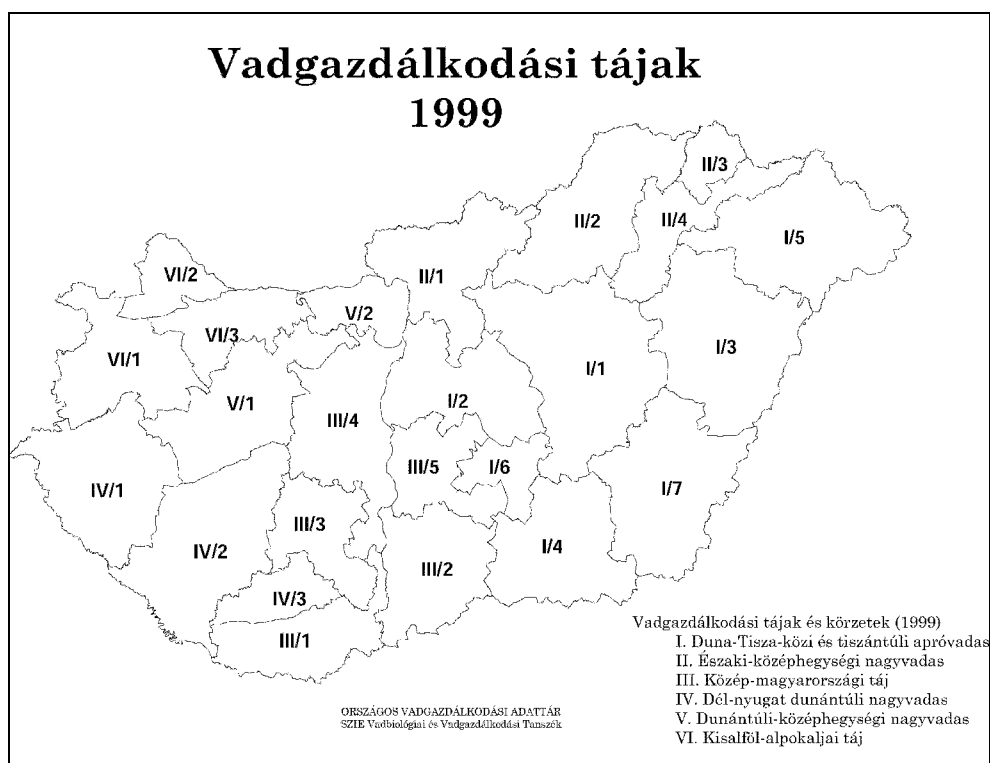 Vadgazdálkodási tájak
1999
II/3
II/2
II/4
I/5
VI/2
II/1
V/2
VI/3
I/3
VI/1
I/1
V/1
I/2
III/4
III/5
I/6
IV/1
I/7
III/3
IV/2
I/4
III/2
IV/3
III/1
Vadgazdálkodási tájak és körzetek (1999)
I. Duna-Tisza-közi és tiszántúli apróvadas
II. Északi-középhegységi nagyvadas
III. Közép-magyarországi táj
IV. Dél-nyugat dunántúli nagyvadas
V. Dunántúli-középhegységi nagyvadas
VI. Kisalföl-alpokaljai táj
ORSZÁGOS VADGAZDÁLKODÁSI ADATTÁR
SZIE Vadbiológiai és Vadgazdálkodási Tanszék